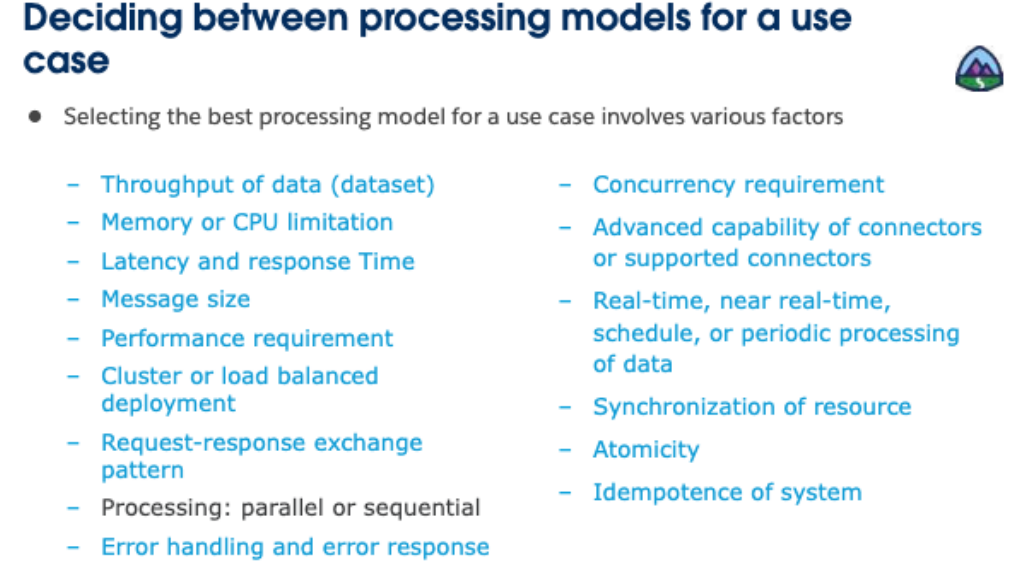 Deciding between processing models for a use
case
● Selecting the best processing model for a use case involves various factors
– Throughput of data (dataset)
– Memory or CPU limitation
– Latency and response Time
– Message size
– Performance requirement
– Cluster or load balanced
deployment
– Request-response exchange
pattern
– Processing: parallel or sequential
– Error handling and error response
– Concurrency requirement
– Advanced capability of connectors
or supported connectors
– Real-time, near real-time,
schedule, or periodic processing
of data
– Synchronization of resource
– Atomicity
– Idempotence of system